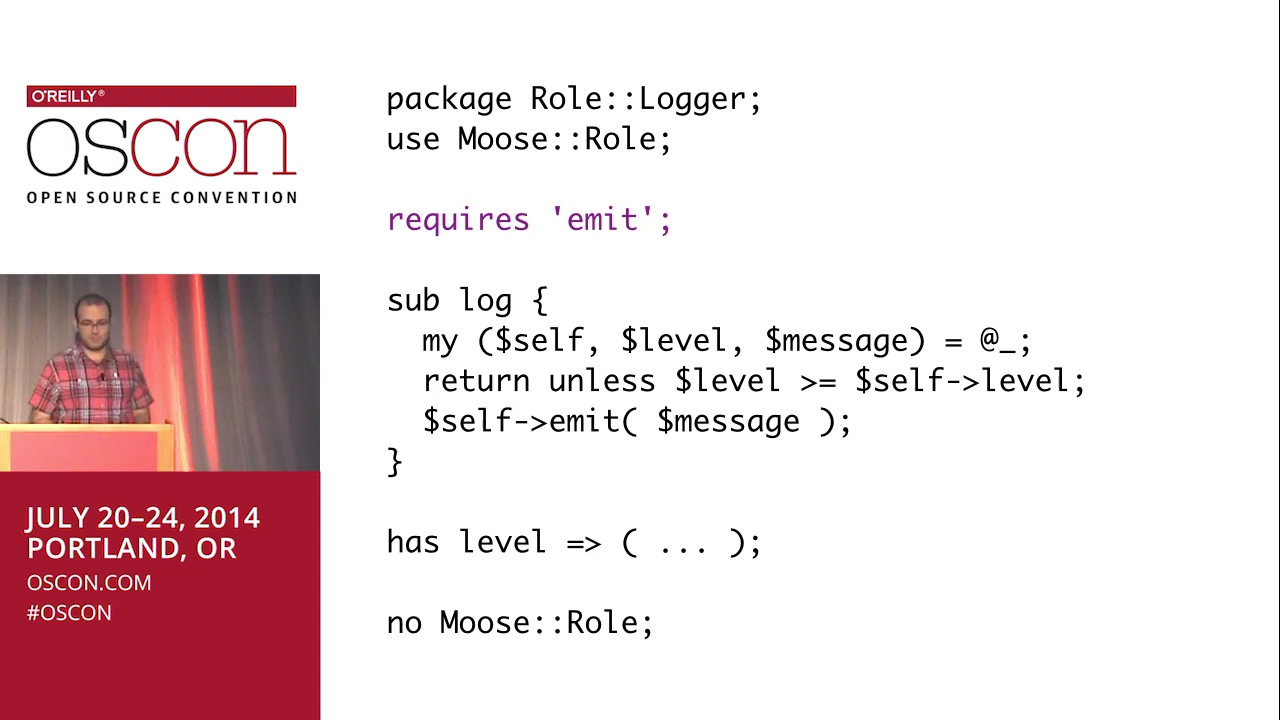 O'REILLY®
OSCON
OPEN SOURCE CONVENTION
JULY 20–24, 2014
PORTLAND, OR
OSCON.COM
#OSCON
package Role::Logger;
use Moose::Role;
requires 'emit';
sub log {
  my ($self, $level, $message) = @_;
  return unless $level >= $self->level;
  $self->emit( $message );
}
has level => ( ... );
no Moose::Role;